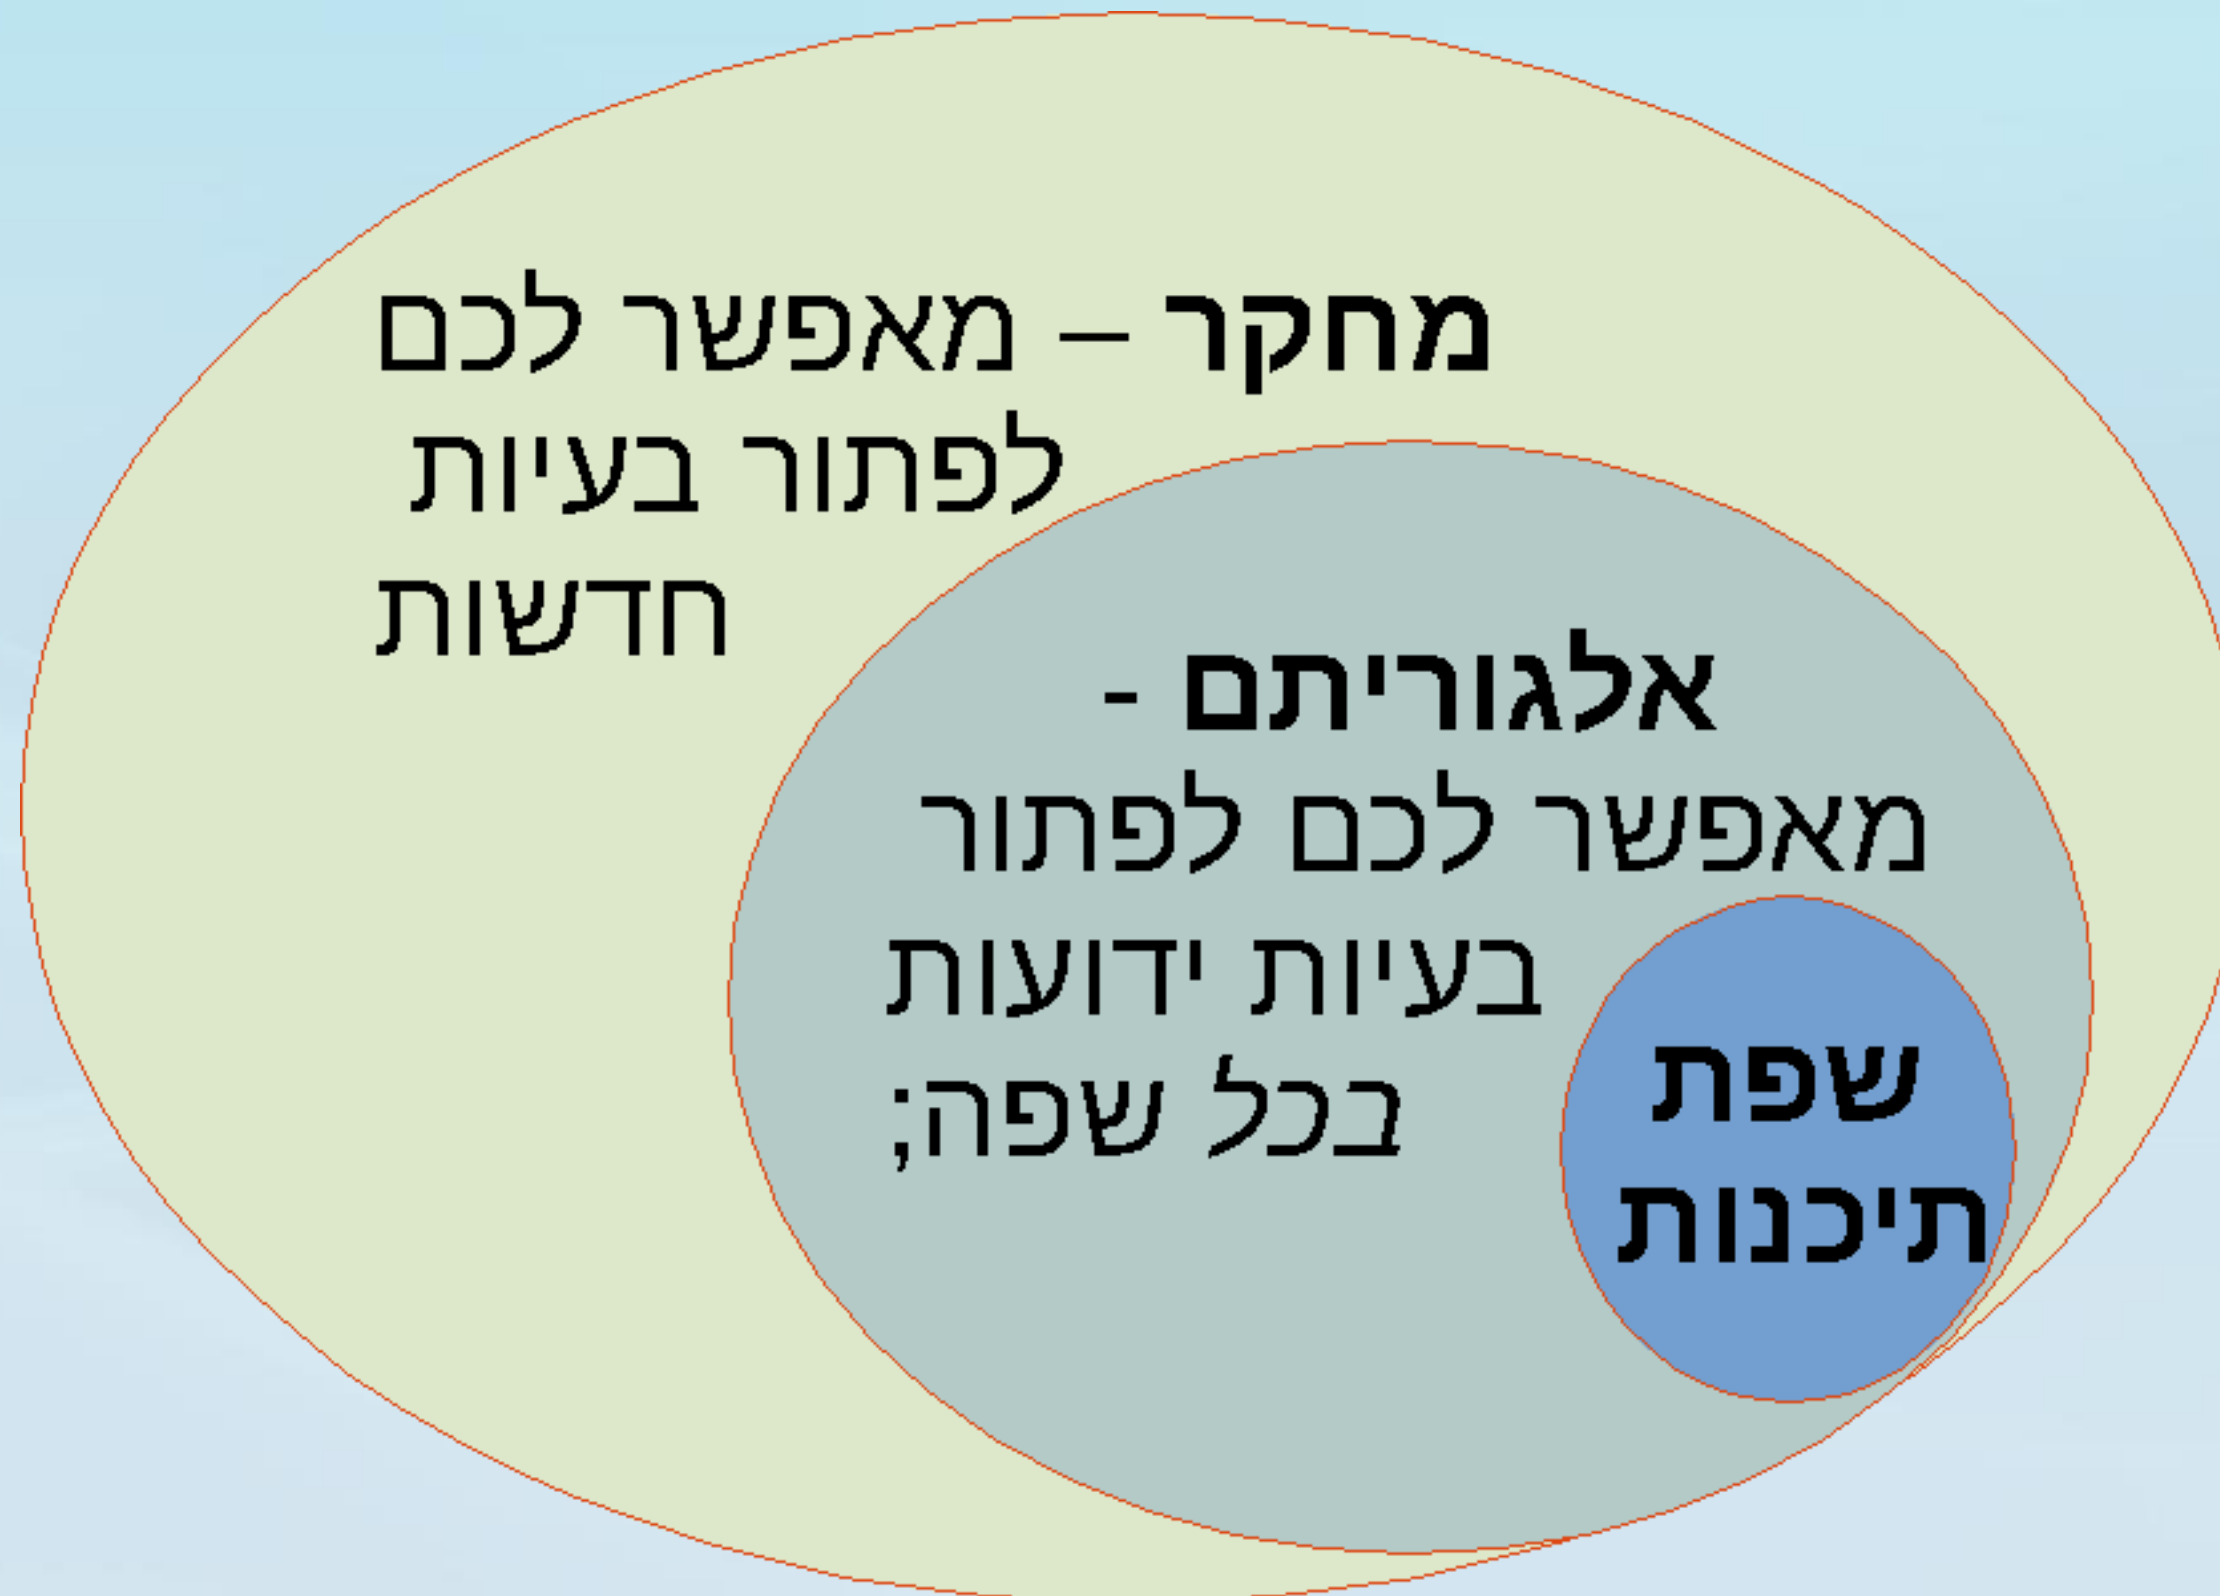 מחקר – מאפשר לכם
לפתור בעיות
חדשות
אלגוריתם -
מאפשר לכם לפתור
בעיות ידועות
בכל שפה;
שפת
תיכנות